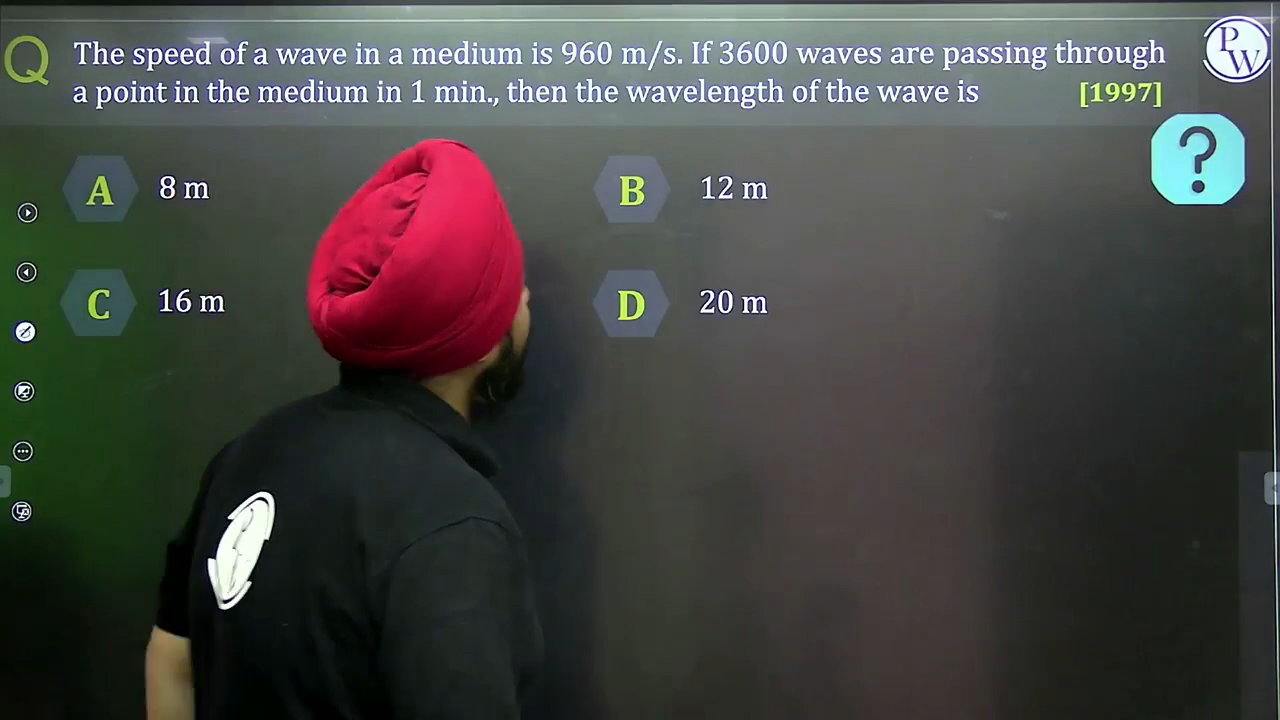 Q The speed of a wave in a medium is 960 m/s. If 3600 waves are passing through
a point in the medium in 1 min., then the wavelength of the wave is [1997]
PW
?
A 8 m
B 12 m
C 16 m
D 20 m